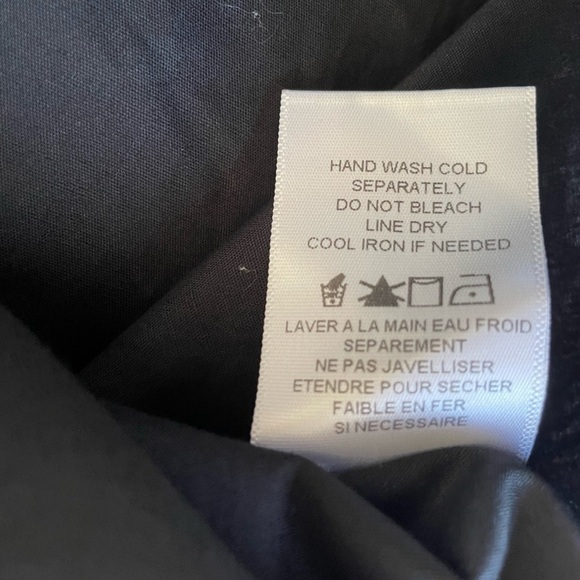 HAND WASH COLD
SEPARATELY
DO NOT BLEACH
LINE DRY
COOL IRON IF NEEDED
LAVER A LA MAIN EAU FROID
SEPAREMENT
NE PAS JAVELLISER
ETENDRE POUR SECHER
FAIBLE EN FER
SI NECESSAIRE